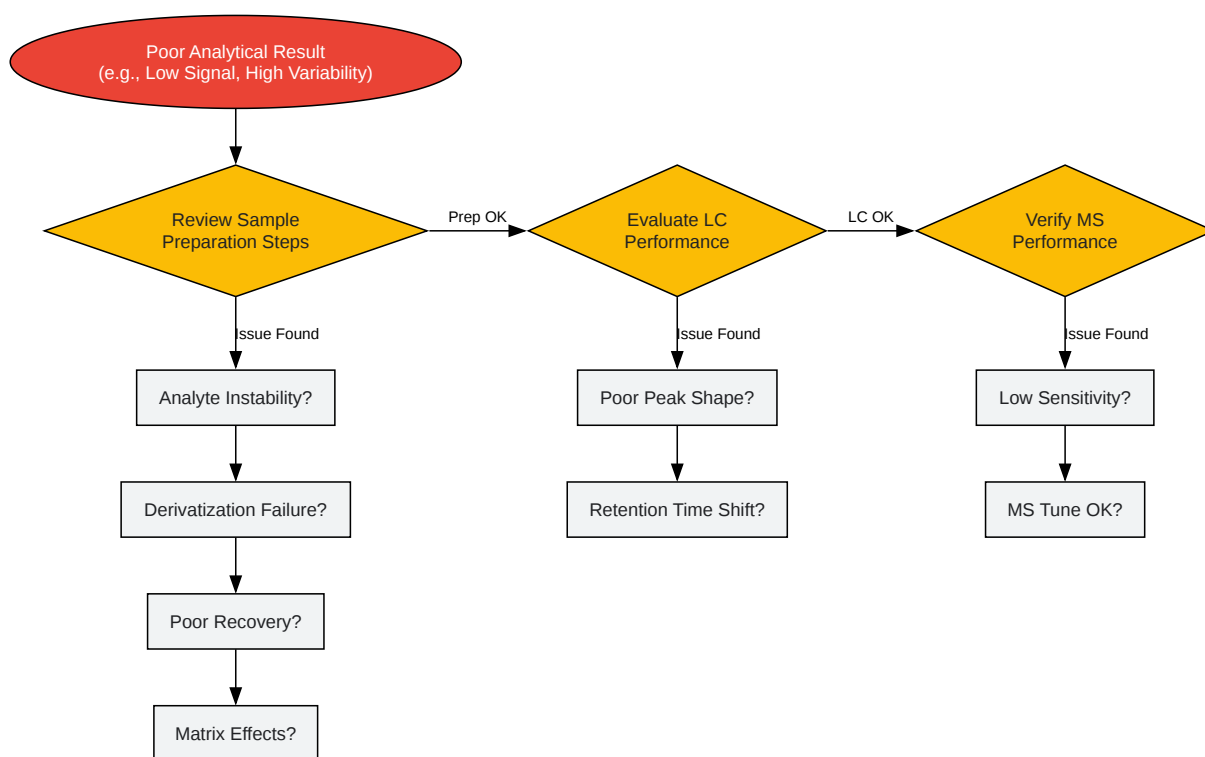 Poor Analytical Result
(e.g., Low Signal, High Variability)
Review Sample
Preparation Steps
Prep OK
Evaluate LC
Performance
LC OK
Verify MS
Performance
Issue Found
Issue Found
Issue Found
Analyte Instability?
Poor Peak Shape?
Low Sensitivity?
Derivatization Failure?
Retention Time Shift?
MS Tune OK?
Poor Recovery?
Matrix Effects?